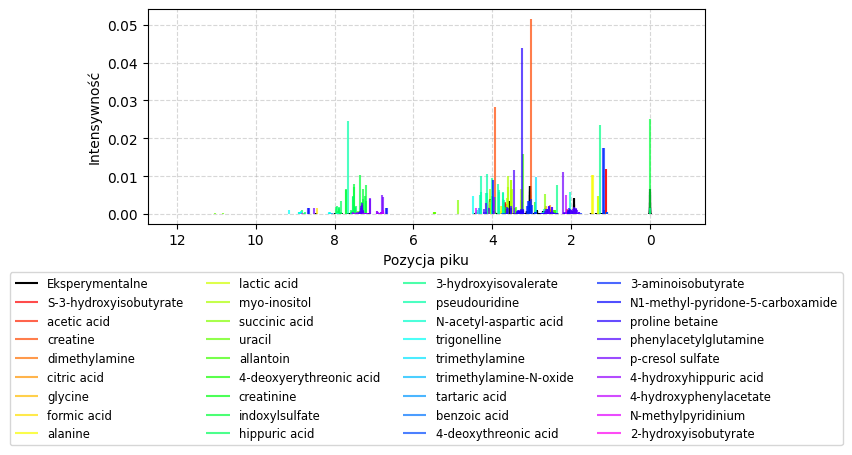 0.05
0.04
0.03
0.02
0.01
0.00
Intensywność
12 10 8 6 4 2 0
Pozycja piku
Eksperymentalne
S-3-hydroxyisobutyrate
acetic acid
creatine
dimethylamine
citric acid
glycine
formic acid
alanine
lactic acid
myo-inositol
succinic acid
uracil
allantoin
4-deoxyerythreonic acid
creatinine
indoxylsulfate
hippuric acid
3-hydroxyisovalerate
pseudouridine
N-acetyl-aspartic acid
trigonelline
trimethylamine
trimethylamine-N-oxide
tartaric acid
benzoic acid
4-deoxythreonic acid
3-aminoisobutyrate
N1-methyl-pyridone-5-carboxamide
proline betaine
phenylacetylglutamine
p-cresol sulfate
4-hydroxyhippuric acid
4-hydroxyphenylacetate
N-methylpyridinium
2-hydroxyisobutyrate